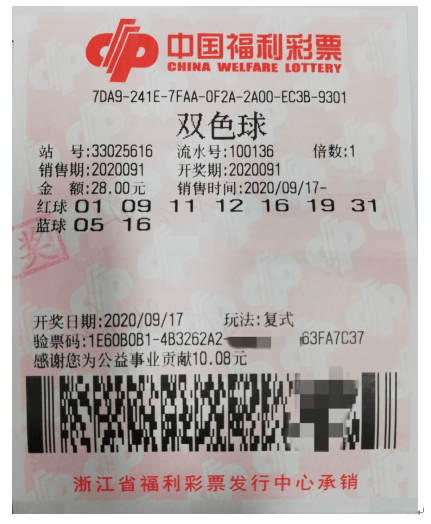 中国福利彩票
CHINA WELFARE LOTTERY
7DA9-241E-7FAA-0F2A-2A00-EC3B-9301
双色球
站 号:33025616 流水号:100136 倍数:1
销售期:2020091 开奖期:2020091
金 额:28.00元 销售时间:2020/09/17-
红球 01 09 11 12 16 19 31
蓝球 05 16
奖
开奖日期:2020/09/17 玩法:复式
验票码:1E60B0B1-4B3262A2- 63FA7C37
感谢您为公益事业贡献10.08元
浙江省福利彩票发行中心承销